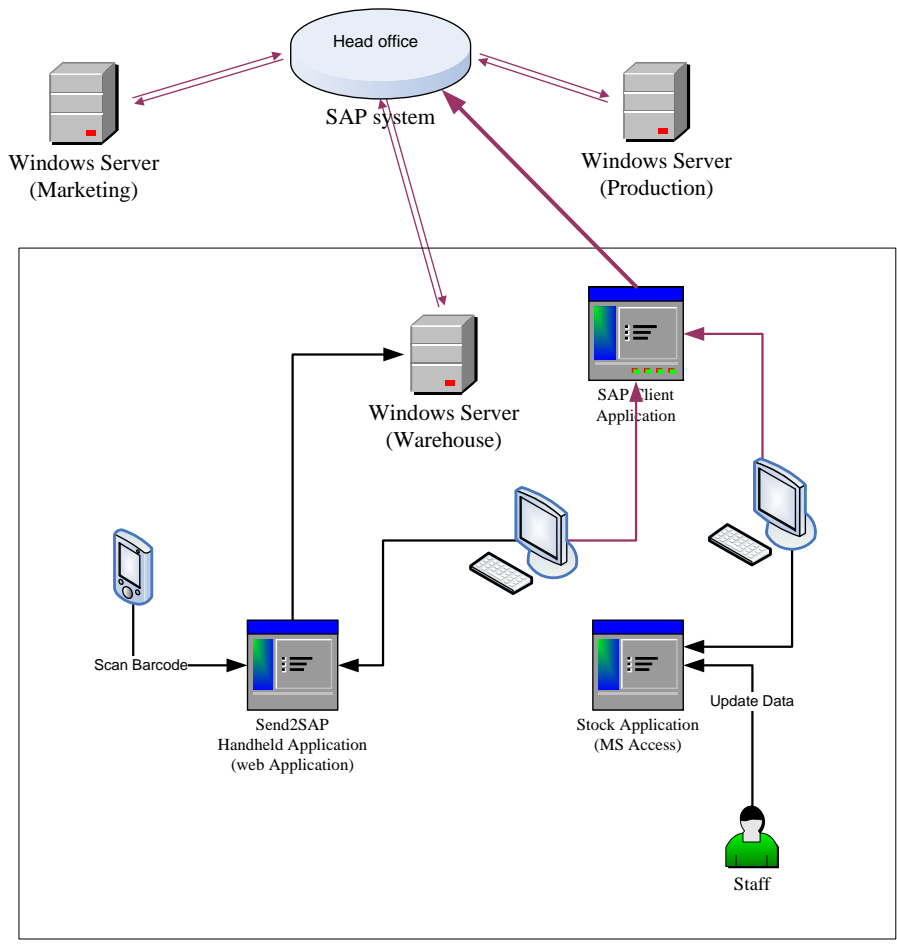 Head office
SAP system
Windows Server
(Marketing)
Windows Server
(Production)
Windows Server
(Warehouse)
SAP Client
Application
Scan Barcode
Send2SAP
Handheld Application
(web Application)
Stock Application
(MS Access)
Update Data
Staff